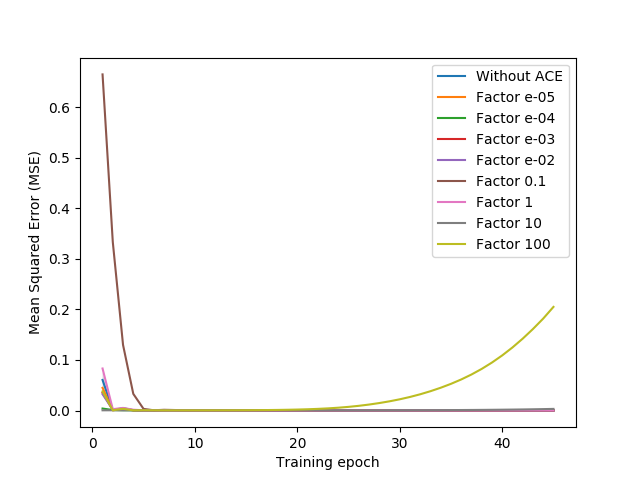 Without ACE
Factor e-05
Factor e-04
Factor e-03
Factor e-02
Factor 0.1
Factor 1
Factor 10
Factor 100
0.6
0.5
0.4
0.3
0.2
0.1
0.0
Mean Squared Error (MSE)
0 10 20 30 40
Training epoch